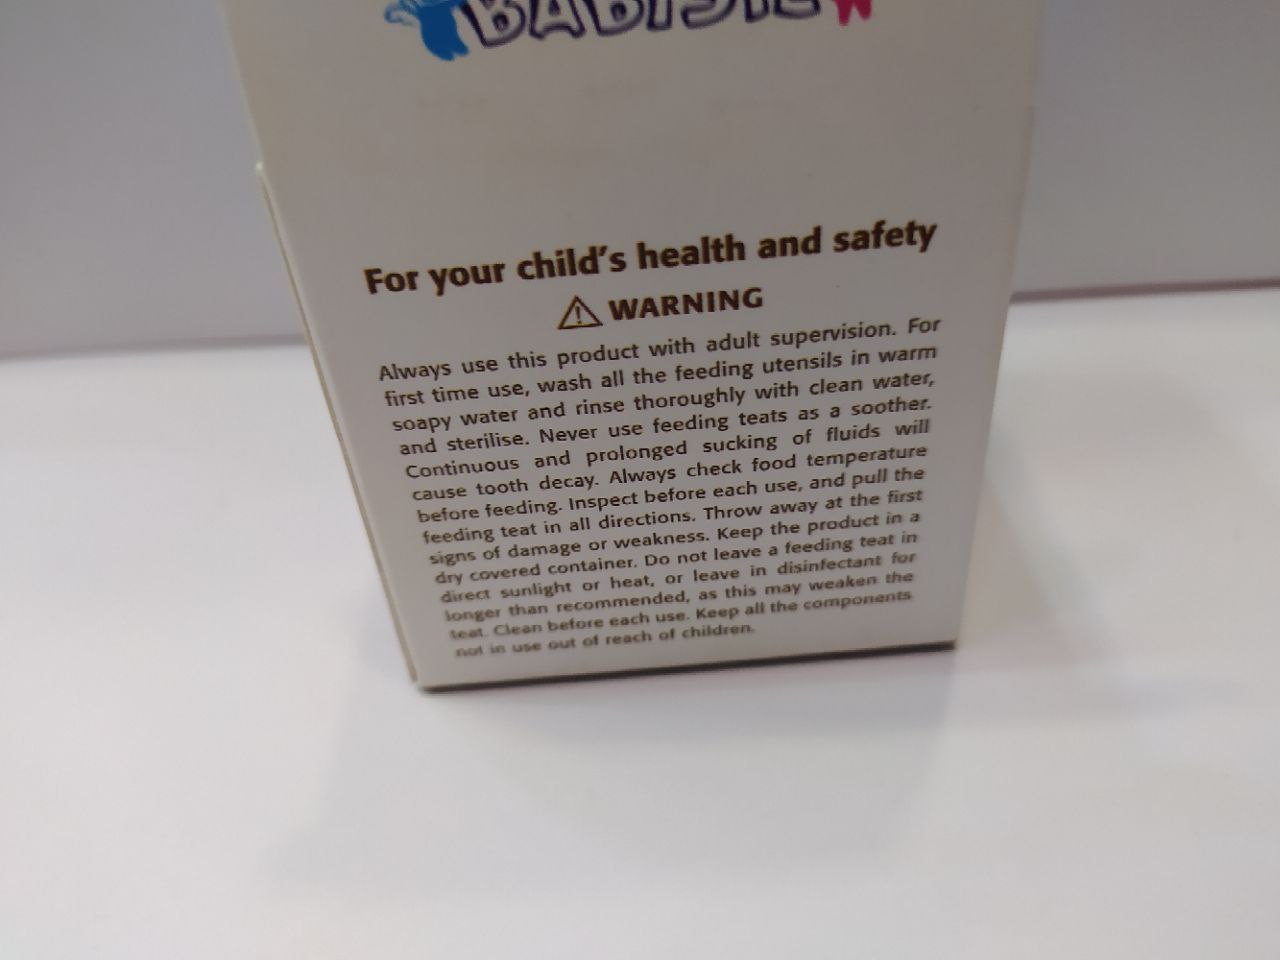 BABISIL
For your child's health and safety
WARNING
Always use this product with adult supervision. For
first time use, wash all the feeding utensils in warm
soapy water and rinse thoroughly with clean water,
and sterilise. Never use feeding teats as a soother.
Continuous and prolonged sucking of fluids will
cause tooth decay. Always check food temperature
before feeding. Inspect before each use, and pull the
feeding teat in all directions. Throw away at the first
signs of damage or weakness. Keep the product in a
dry covered container. Do not leave a feeding teat in
direct sunlight or heat, or leave in disinfectant for
longer than recommended, as this may weaken the
teat. Clean before each use. Keep all the components
not in use out of reach of children.